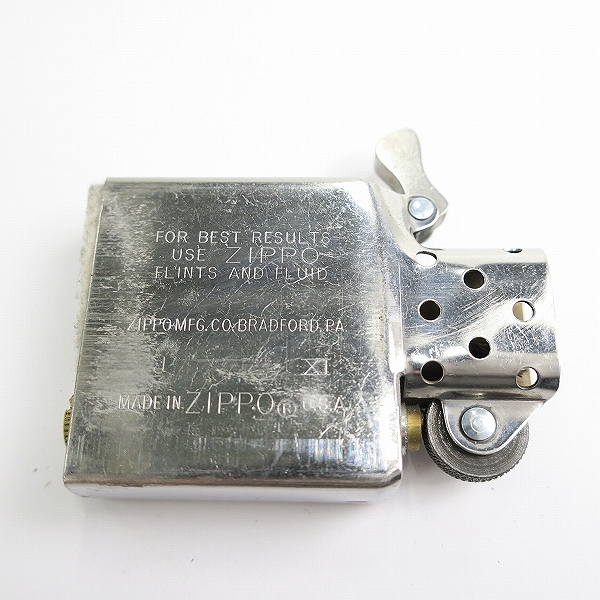 FOR BEST RESULTS
USE ZIPPO
FLINTS AND FLUID
ZIPPO MFG. CO. BRADFORD, PA.
I XI
MADE IN ZIPPO ® U.S.A.